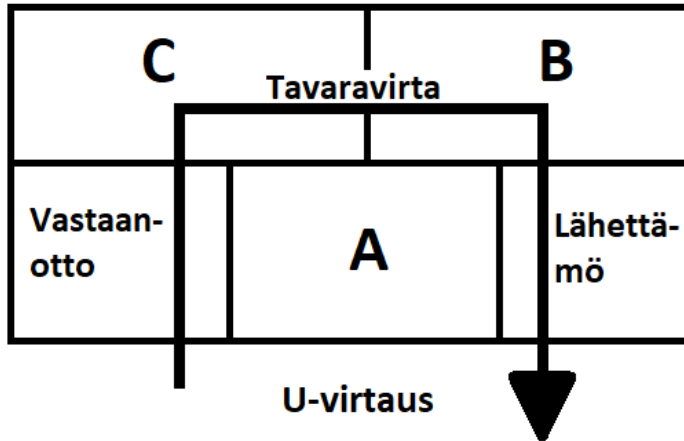 C
B
Tavaravirta
Vastaan-
otto
A
Lähettä-
mö
U-virtaus